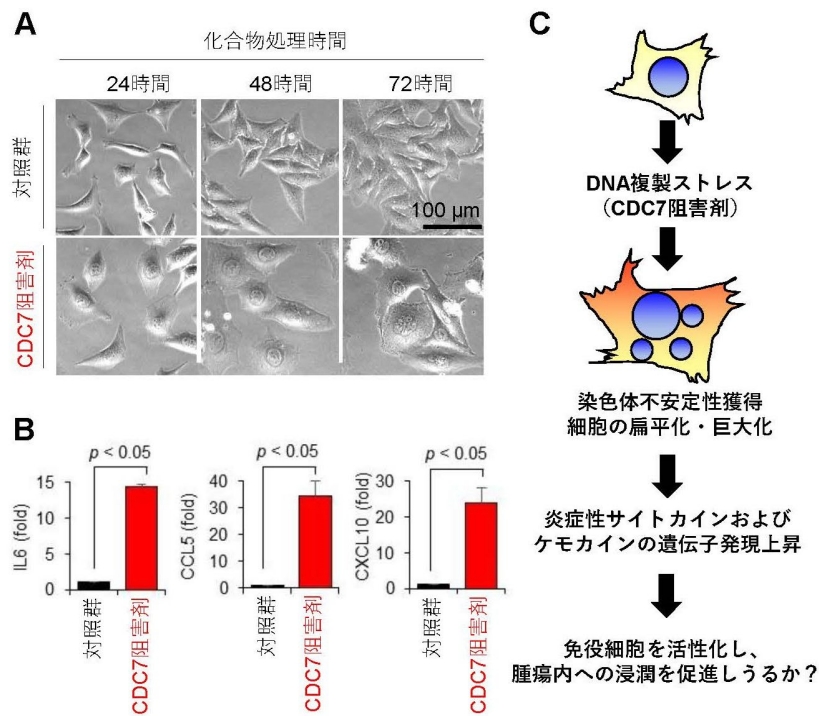 A
化合物処理時間
24時間
48時間
72時間
対照群
100 μm
CDC7阻害剤
B
p < 0.05
IL6 (fold)
15
10
5
0
対照群
CDC7阻害剤
p < 0.05
CCL5 (fold)
40
30
20
10
0
対照群
CDC7阻害剤
p < 0.05
CXCL10 (fold)
30
20
10
0
対照群
CDC7阻害剤
C
DNA複製ストレス
（CDC7阻害剤）
染色体不安定性獲得
細胞の扁平化・巨大化
炎症性サイトカインおよび
ケモカインの遺伝子発現上昇
免役細胞を活性化し、
腫瘍内への浸潤を促進しうるか？